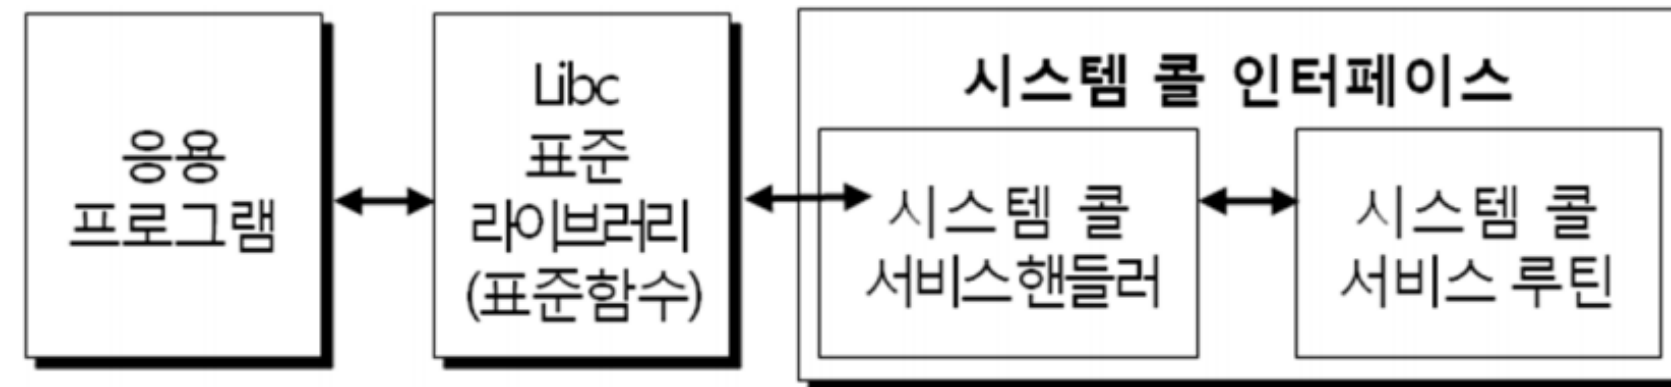 응용
프로그램
Libc
표준
라이브러리
(표준함수)
시스템 콜 인터페이스
시스템 콜
서비스핸들러
시스템 콜
서비스 루틴